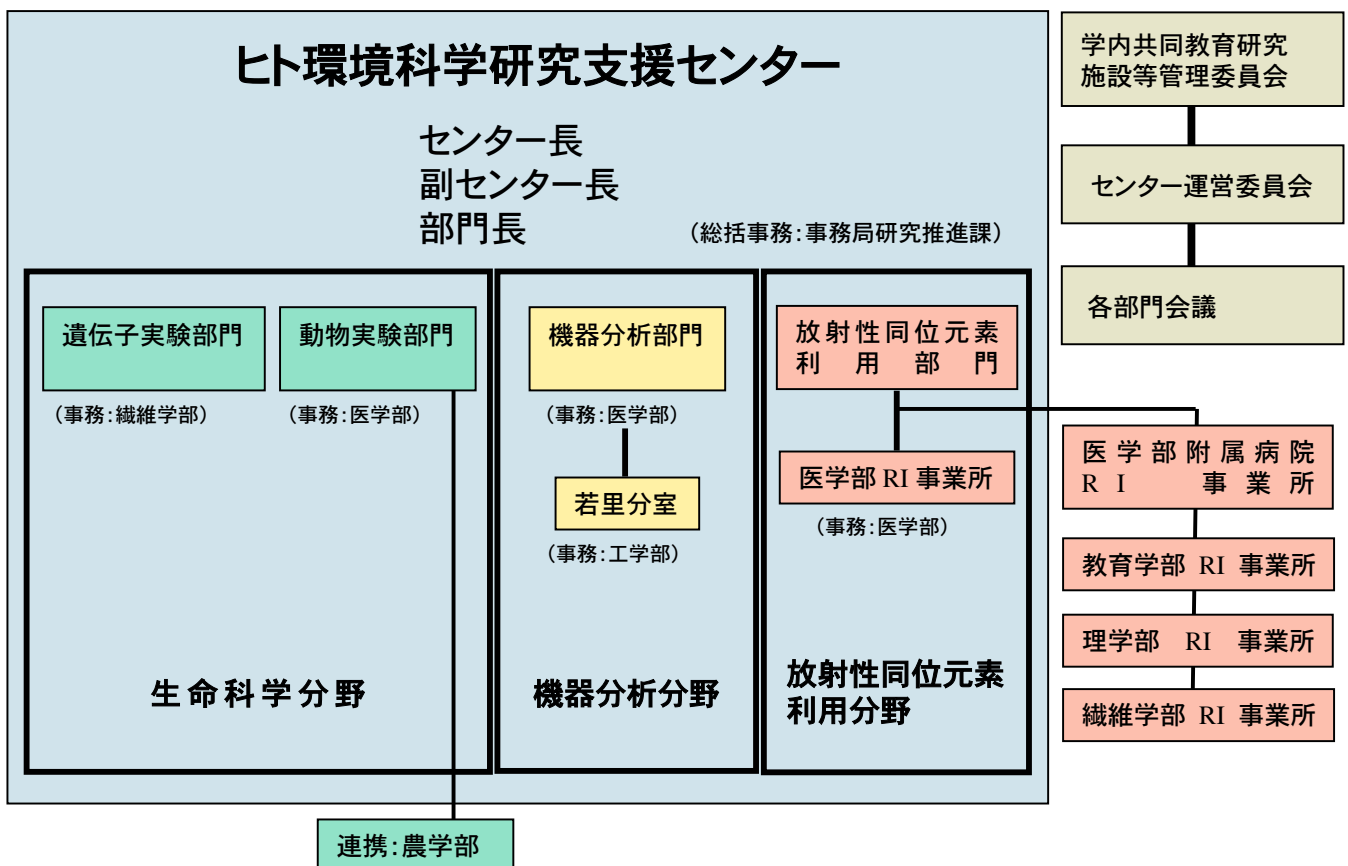 ヒト環境科学研究支援センター
センター長
副センター長
部門長
（総括事務：事務局研究推進課）
学内共同教育研究
施設等管理委員会
センター運営委員会
各部門会議
遺伝子実験部門
（事務：繊維学部）
動物実験部門
（事務：医学部）
生命科学分野
連携：農学部
機器分析部門
（事務：医学部）
若里分室
（事務：工学部）
機器分析分野
放射性同位元素
利用部門
医学部 RI 事業所
（事務：医学部）
放射性同位元素
利用分野
医学部附属病院
RI 事業所
教育学部 RI 事業所
理学部 RI 事業所
繊維学部 RI 事業所